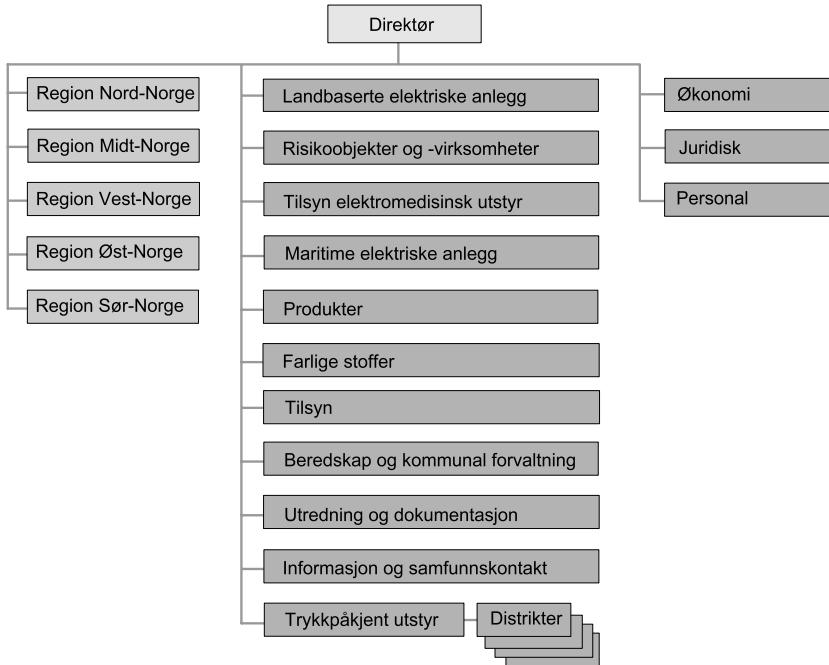 Direktør
Region Nord-Norge
Region Midt-Norge
Region Vest-Norge
Region Øst-Norge
Region Sør-Norge
Landbaserte elektriske anlegg
Risikoobjekter og -virksomheter
Tilsyn elektromedisinsk utstyr
Maritime elektriske anlegg
Produkter
Farlige stoffer
Tilsyn
Beredskap og kommunal forvaltning
Utredning og dokumentasjon
Informasjon og samfunnskontakt
Trykkpåkjent utstyr
Distrikter
Økonomi
Juridisk
Personal